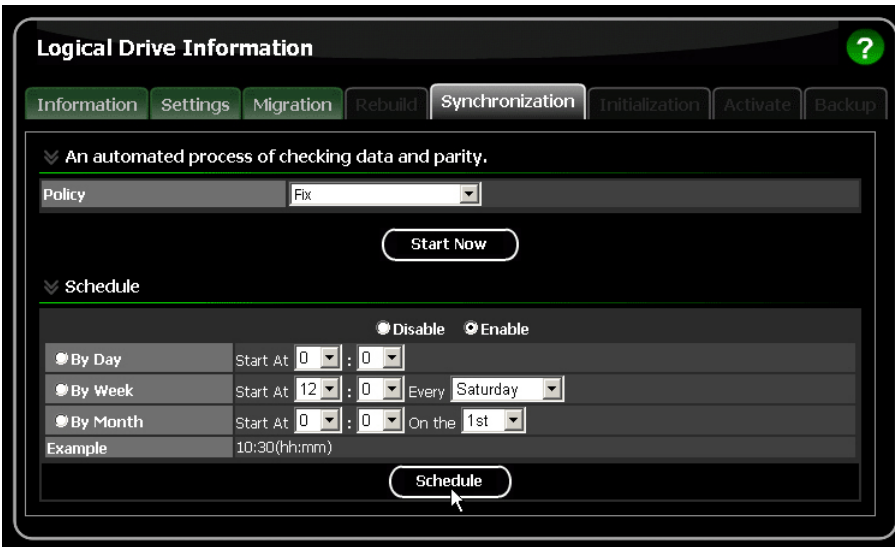 Logical Drive Information
?
Information Settings Migration Rebuild Synchronization Initialization Activate Backup
An automated process of checking data and parity.
Policy Fix
Start Now
Schedule
Disable Enable
By Day Start At 0 : 0
By Week Start At 12 : 0 Every Saturday
By Month Start At 0 : 0 On the 1st
Example 10:30(hh:mm)
Schedule